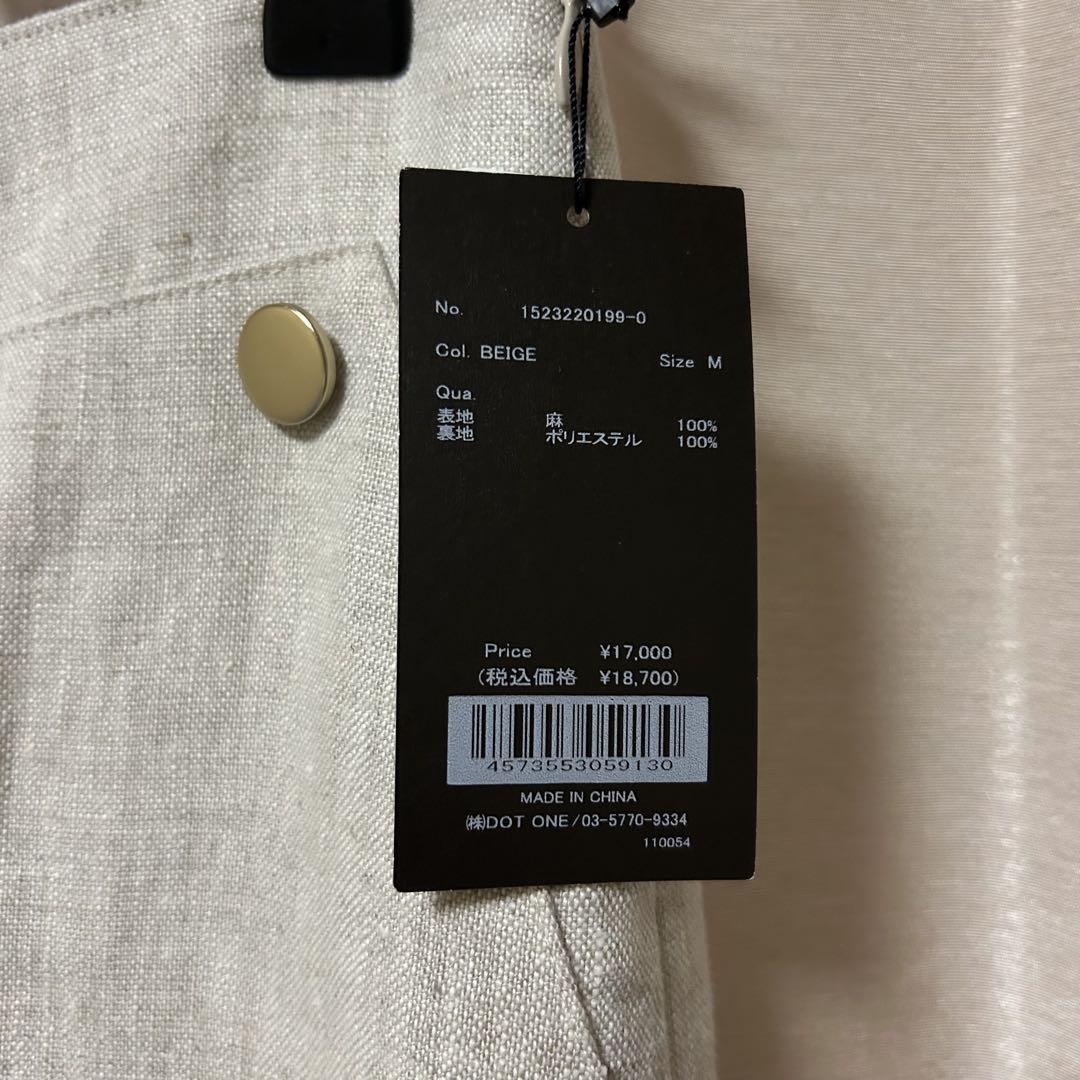 No. 1523220199-0
Col. BEIGE Size M
Qua.
表地 麻 100%
裏地 ポリエステル 100%
Price ¥17,000
(税込価格 ¥18,700)
4573553059130
MADE IN CHINA
㈱DOT ONE/03-5770-9334
110054